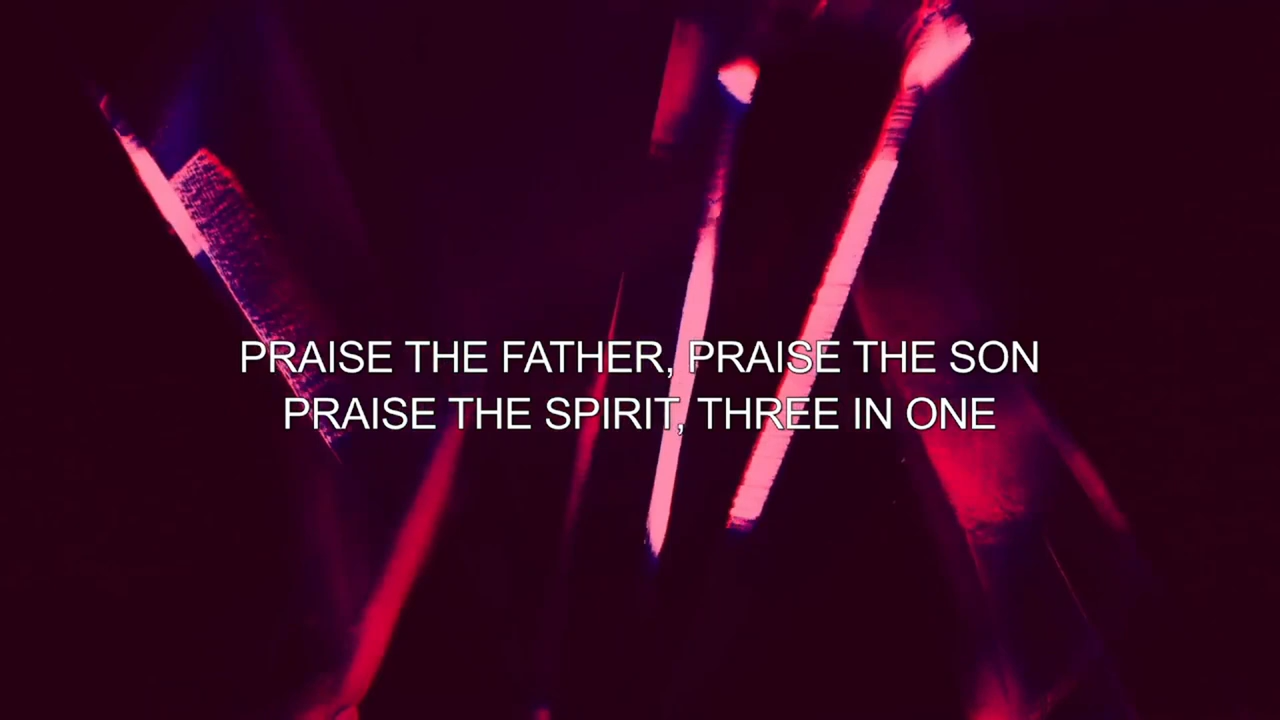 PRAISE THE FATHER, PRAISE THE SON
PRAISE THE SPIRIT, THREE IN ONE